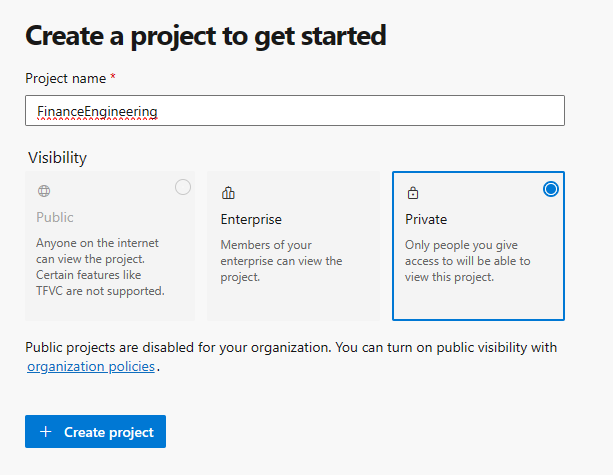 Create a project to get started
Project name *
FinanceEngineering
Visibility
Public
Anyone on the internet
can view the project.
Certain features like
TFVC are not supported.
Enterprise
Members of your
enterprise can view the
project.
Private
Only people you give
access to will be able to
view this project.
Public projects are disabled for your organization. You can turn on public visibility with
organization policies.
+ Create project